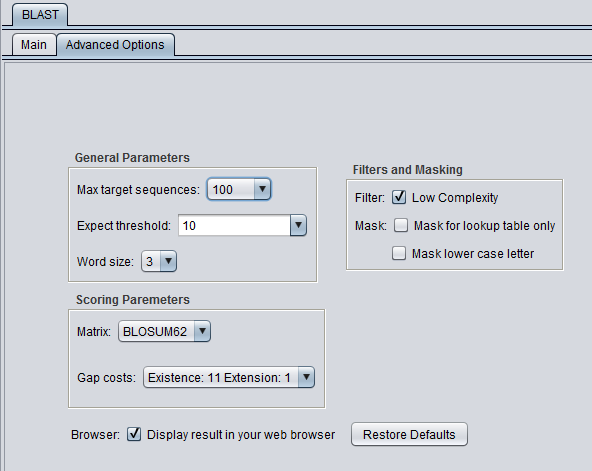 BLAST
Main Advanced Options
General Parameters
Max target sequences: 100
Expect threshold: 10
Word size: 3
Filters and Masking
Filter: Low Complexity
Mask: Mask for lookup table only
Mask lower case letter
Scoring Paremeters
Matrix: BLOSUM62
Gap costs: Existence: 11 Extension: 1
Browser: Display result in your web browser Restore Defaults